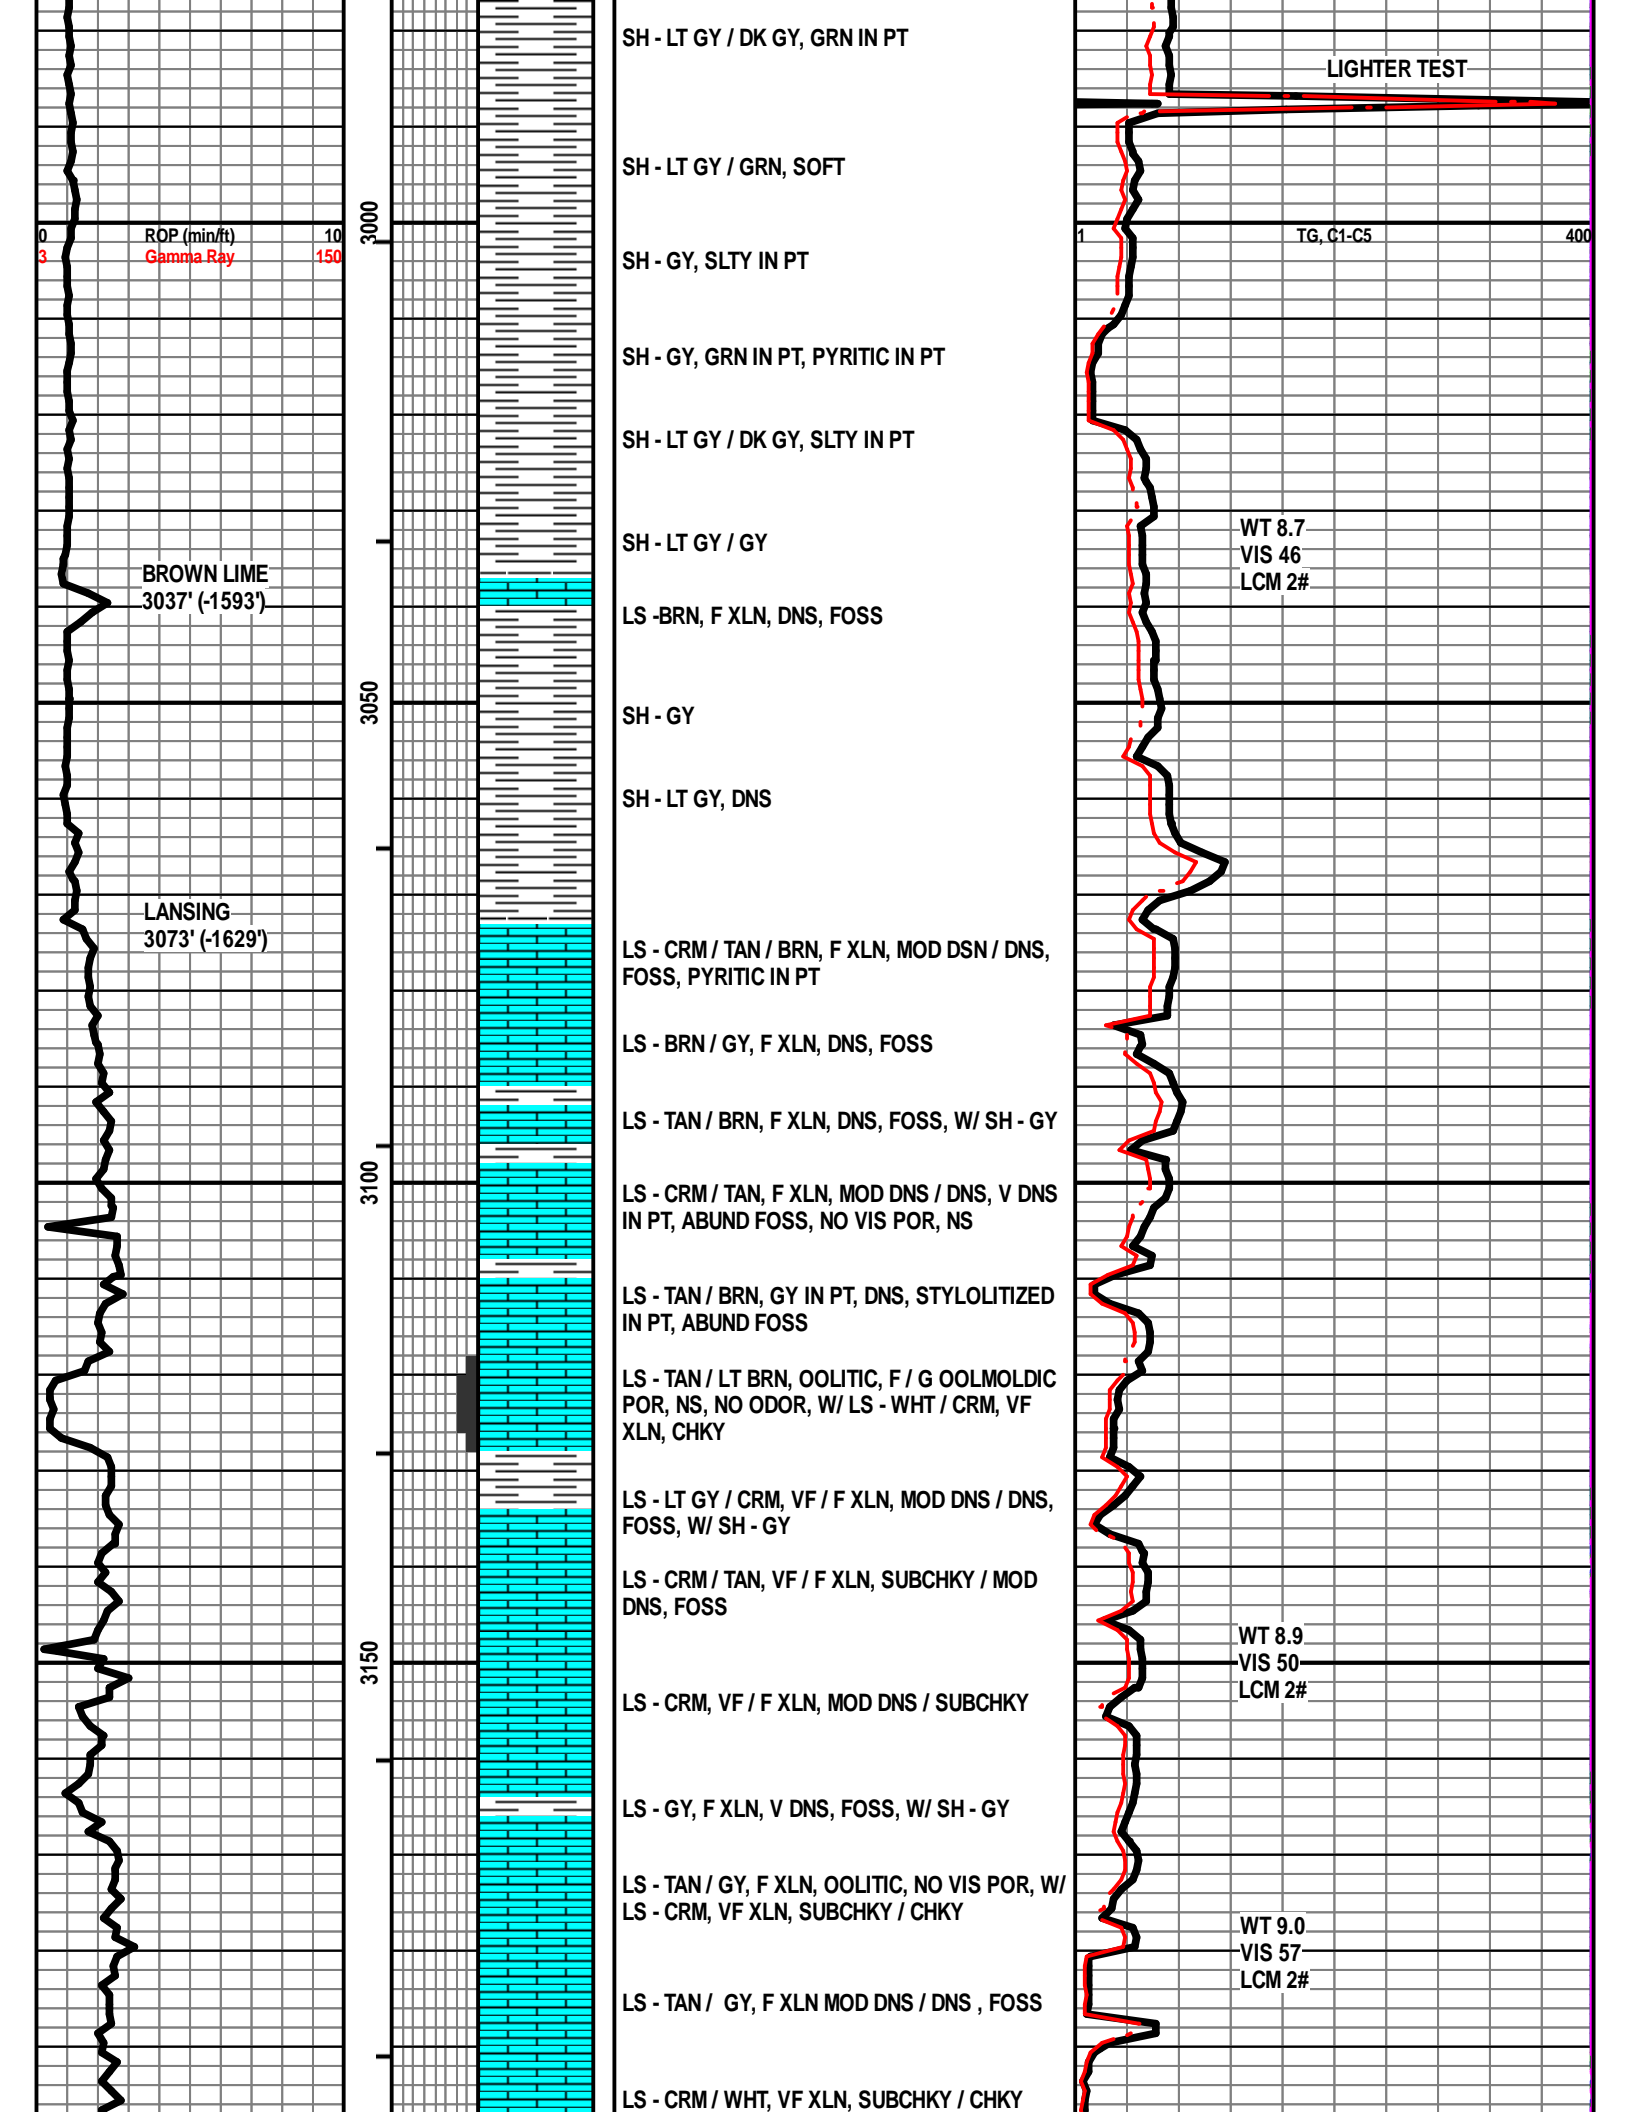 SH - LT GY / DK GY, GRN IN PT
LIGHTER TEST
SH - LT GY / GRN, SOFT
3000
0 ROP (min/ft) 10
3 Gamma Ray 150
1 TG, C1-C5 400
SH - GY, SLTY IN PT
SH - GY, GRN IN PT, PYRITIC IN PT
SH - LT GY / DK GY, SLTY IN PT
WT 8.7
VIS 46
LCM 2#
SH - LT GY / GY
BROWN LIME
3037' (-1593')
LS -BRN, F XLN, DNS, FOSS
3050
SH - GY
SH - LT GY, DNS
LANSING
3073' (-1629')
LS - CRM / TAN / BRN, F XLN, MOD DSN / DNS,
FOSS, PYRITIC IN PT
LS - BRN / GY, F XLN, DNS, FOSS
LS - TAN / BRN, F XLN, DNS, FOSS, W/ SH - GY
3100
LS - CRM / TAN, F XLN, MOD DNS / DNS, V DNS
IN PT, ABUND FOSS, NO VIS POR, NS
LS - TAN / BRN, GY IN PT, DNS, STYLOLITIZED
IN PT, ABUND FOSS
LS - TAN / LT BRN, OOLITIC, F / G OOLMOLDIC
POR, NS, NO ODOR, W/ LS - WHT / CRM, VF
XLN, CHKY
LS - LT GY / CRM, VF / F XLN, MOD DNS / DNS,
FOSS, W/ SH - GY
LS - CRM / TAN, VF / F XLN, SUBCHKY / MOD
DNS, FOSS
3150
WT 8.9
VIS 50
LCM 2#
LS - CRM, VF / F XLN, MOD DNS / SUBCHKY
LS - GY, F XLN, V DNS, FOSS, W/ SH - GY
LS - TAN / GY, F XLN, OOLITIC, NO VIS POR, W/
LS - CRM, VF XLN, SUBCHKY / CHKY
WT 9.0
VIS 57
LCM 2#
LS - TAN /  GY, F XLN MOD DNS / DNS , FOSS
LS - CRM / WHT, VF XLN, SUBCHKY / CHKY